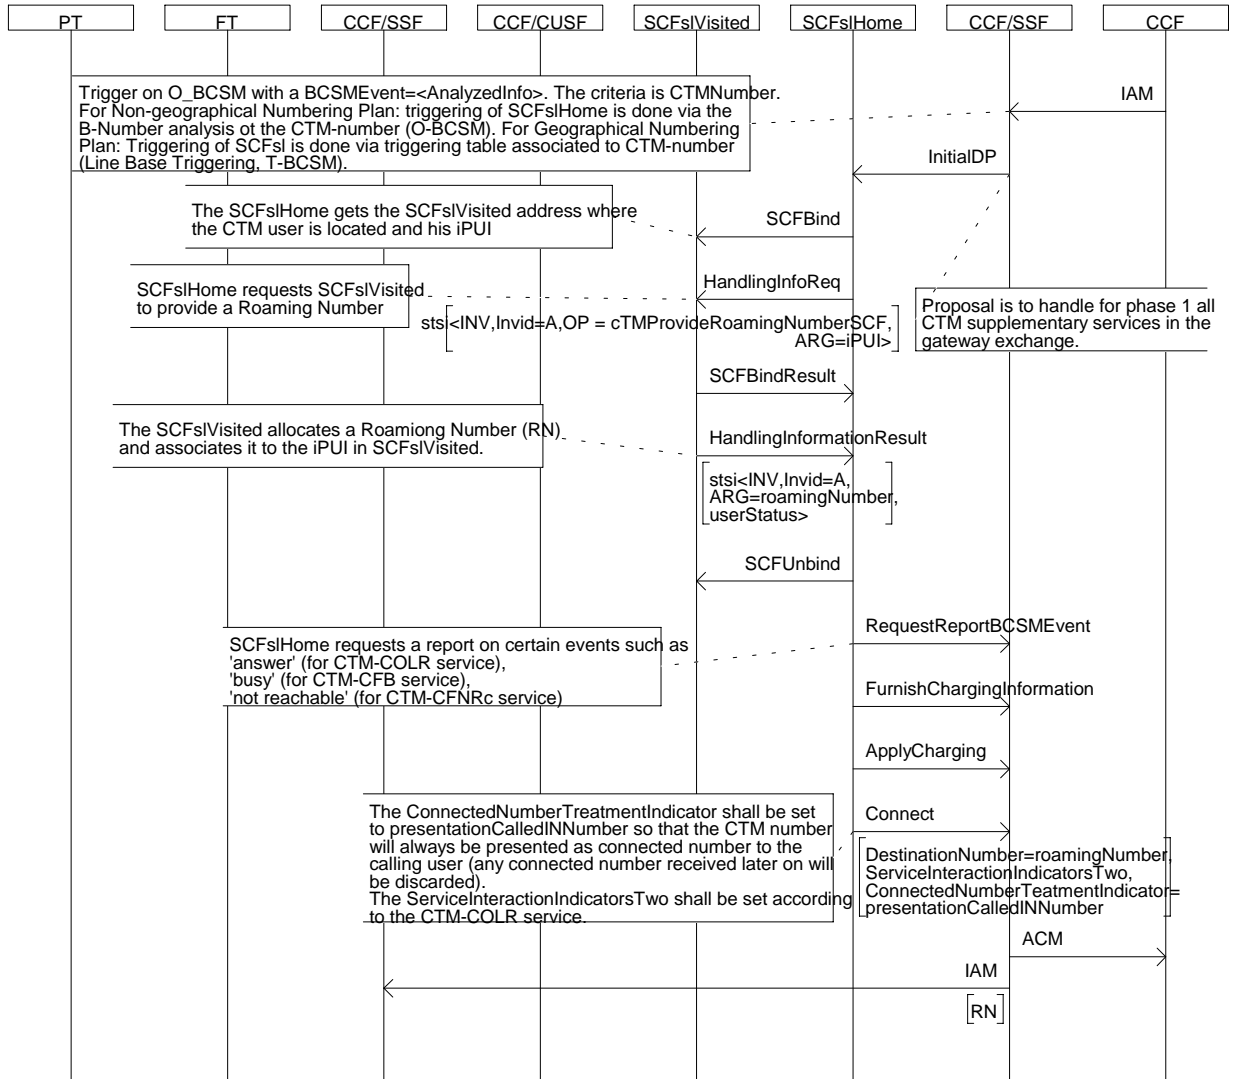 PT FT CCF/SSF CCF/CUSF SCFslVisited SCFslHome CCF/SSF CCF
Trigger on O_BCSM with a BCSMEvent=<AnalyzedInfo>. The criteria is CTMNumber.
For Non-geographical Numbering Plan: triggering of SCFslHome is done via the
B-Number analysis ot the CTM-number (O-BCSM). For Geographical Numbering
Plan: Triggering of SCFsl is done via triggering table associated to CTM-number
(Line Base Triggering, T-BCSM).
IAM
InitialDP
The SCFslHome gets the SCFslVisited address where
the CTM user is located and his iPUI
SCFBind
SCFslHome requests SCFslVisited
to provide a Roaming Number
HandlingInfoReq
stsi<INV,Invid=A,OP = cTMProvideRoamingNumberSCF,
ARG=iPUI>
Proposal is to handle for phase 1 all
CTM supplementary services in the
gateway exchange.
SCFBindResult
The SCFslVisited allocates a Roamiong Number (RN)
and associates it to the iPUI in SCFslVisited.
HandlingInformationResult
stsi<INV,Invid=A,
ARG=roamingNumber,
userStatus>
SCFUnbind
RequestReportBCSMEvent
SCFslHome requests a report on certain events such as
'answer' (for CTM-COLR service),
'busy' (for CTM-CFB service),
'not reachable' (for CTM-CFNRc service)
FurnishChargingInformation
ApplyCharging
The ConnectedNumberTreatmentIndicator shall be set
to presentationCalledINNumber so that the CTM number
will always be presented as connected number to the
calling user (any connected number received later on will
be discarded).
The ServiceInteractionIndicatorsTwo shall be set according
to the CTM-COLR service.
Connect
DestinationNumber=roamingNumber,
ServiceInteractionIndicatorsTwo,
ConnectedNumberTeatmentIndicator=
presentationCalledINNumber
ACM
IAM
RN